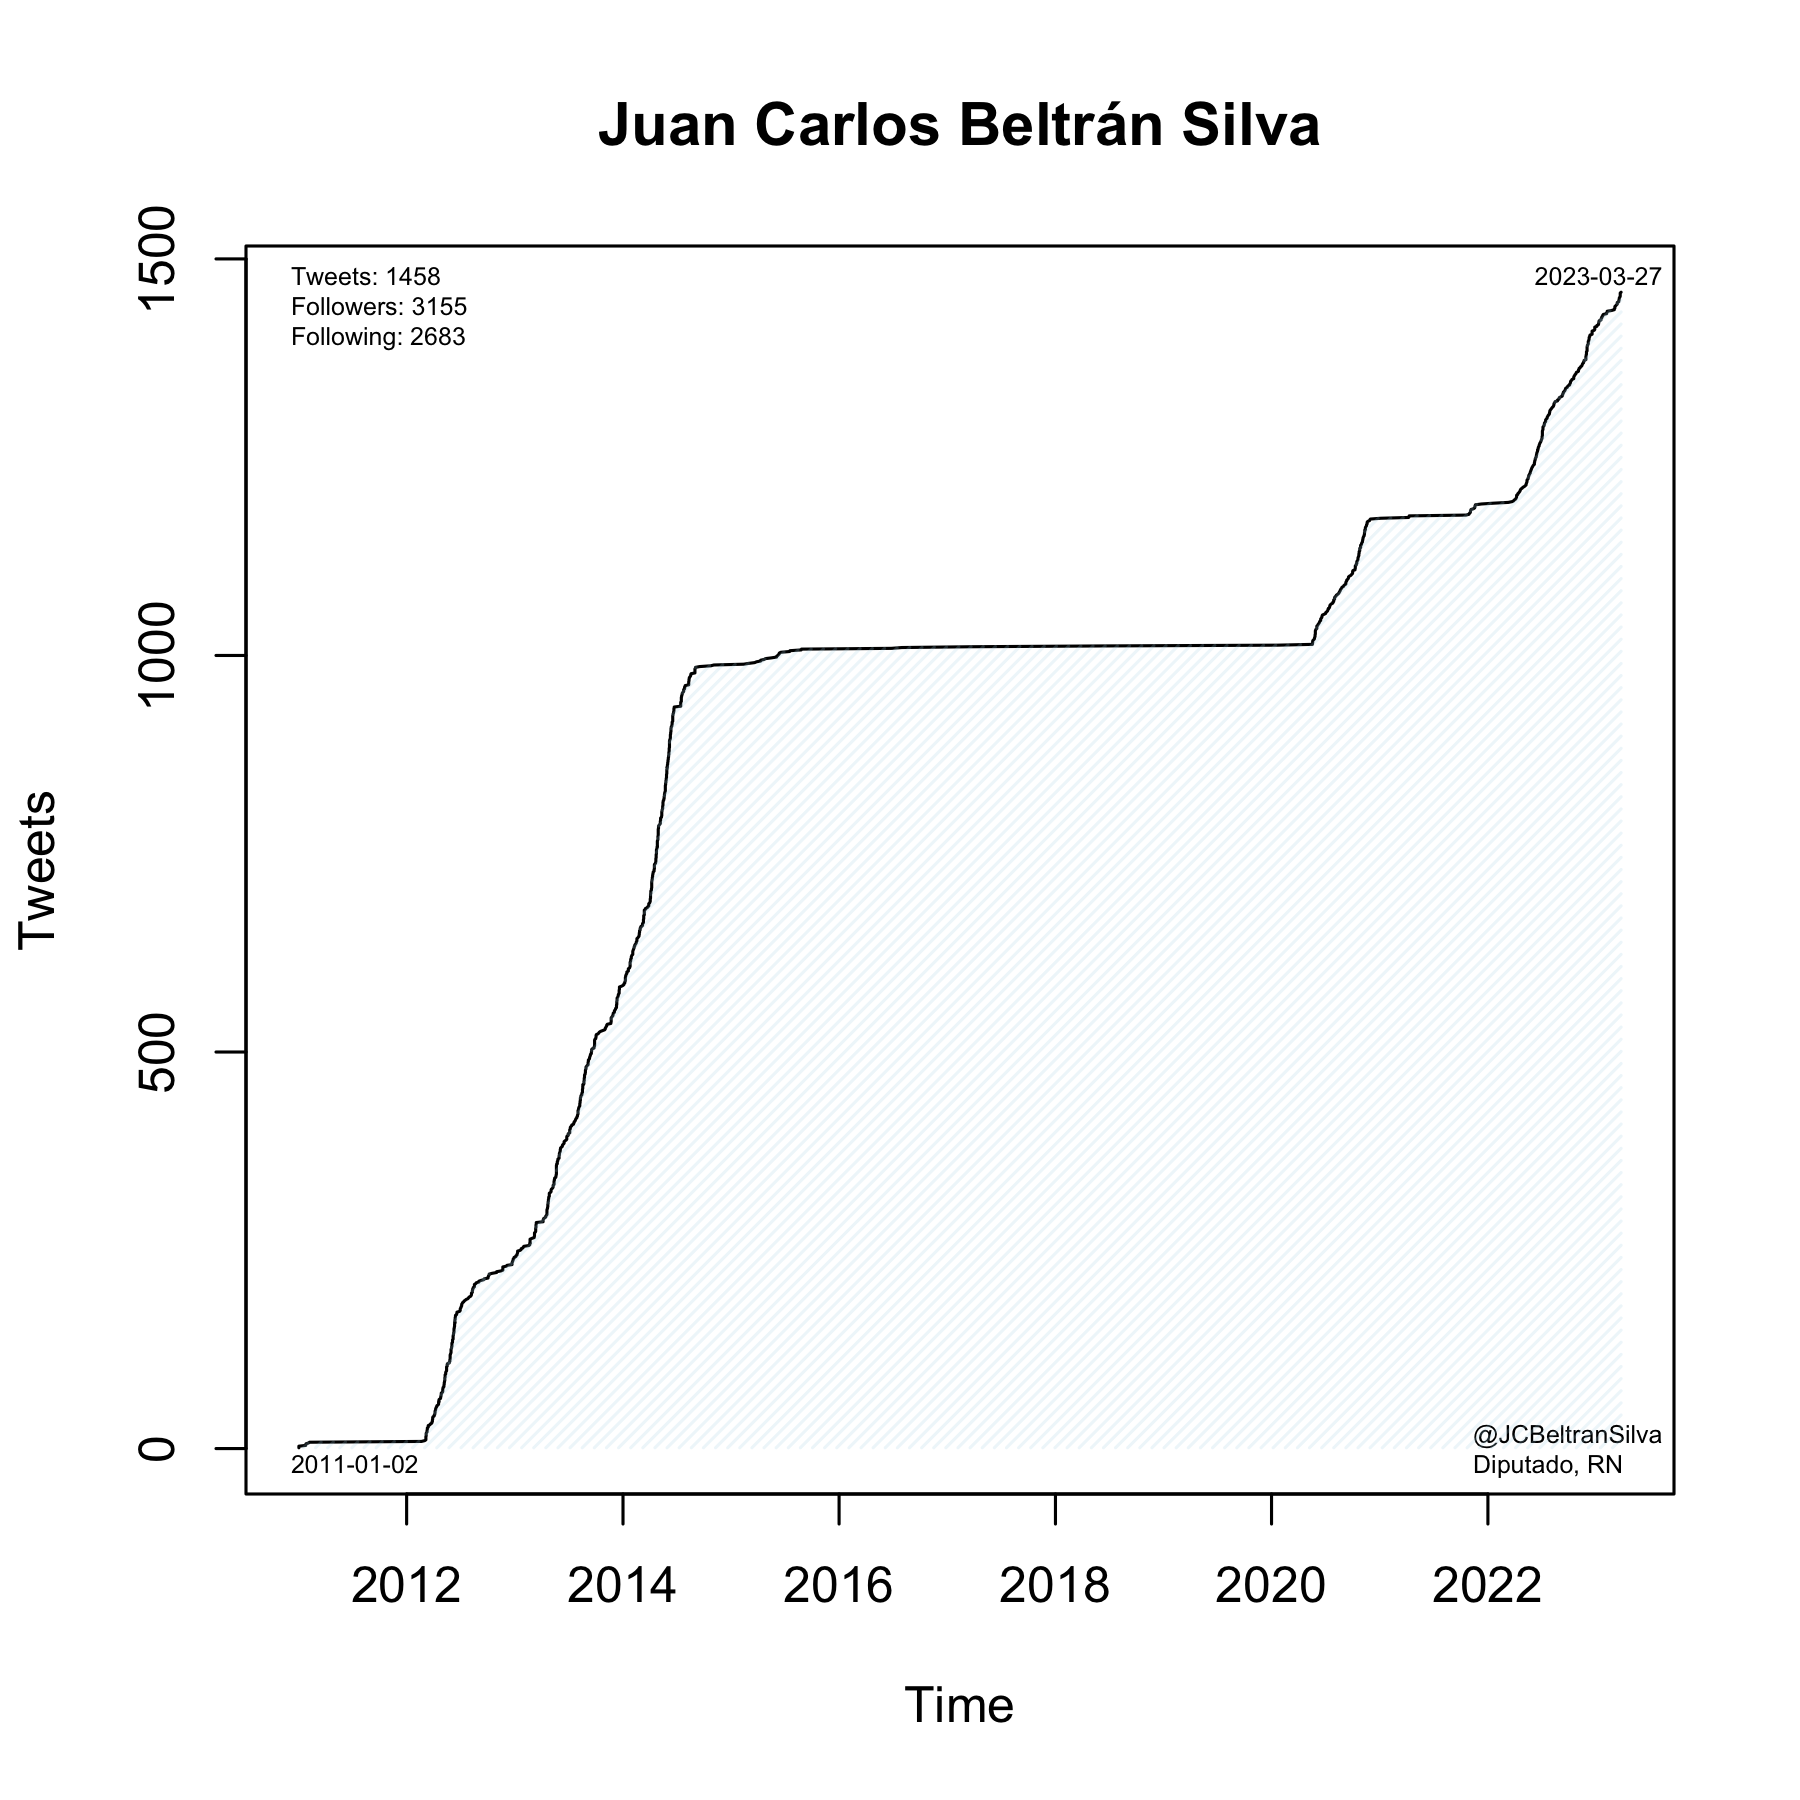 Juan Carlos Beltrán Silva
Tweets: 1458
Followers: 3155
Following: 2683
2023-03-27
1500
1000
500
0
Tweets
2011-01-02
@JCBeltranSilva
Diputado, RN
2012 2014 2016 2018 2020 2022
Time